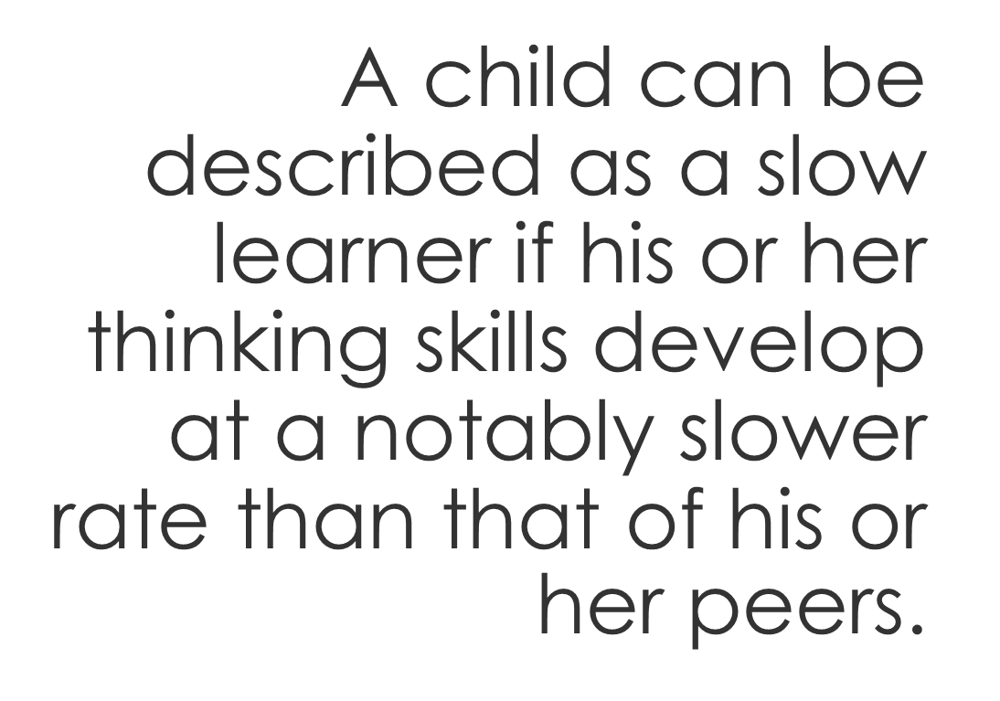 A child can be
described as a slow
learner if his or her
thinking skills develop
at a notably slower
rate than that of his or
her peers.